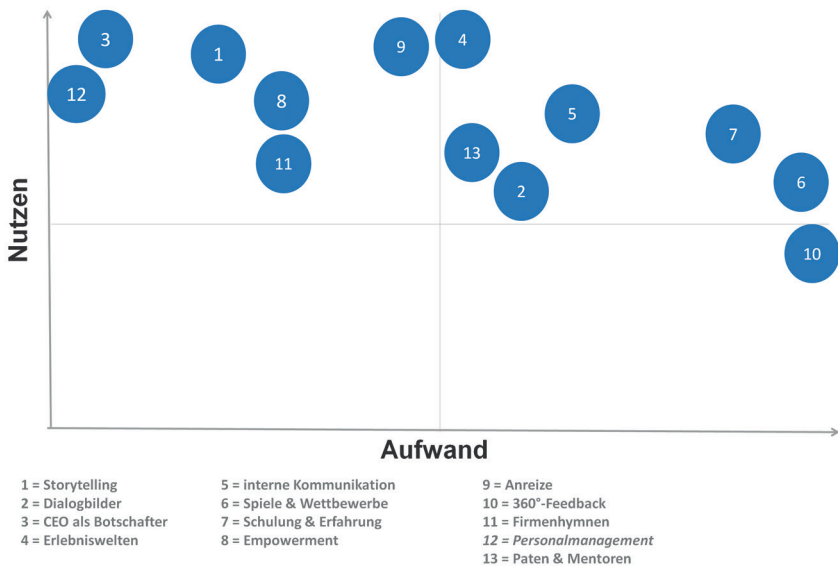 3
1
9
4
12
8
5
7
13
11
6
2
10
Nutzen
Aufwand
1 = Storytelling
2 = Dialogbilder
3 = CEO als Botschafter
4 = Erlebniswelten
5 = interne Kommunikation
6 = Spiele & Wettbewerbe
7 = Schulung & Erfahrung
8 = Empowerment
9 = Anreize
10 = 360°-Feedback
11 = Firmenhymnen
12 = Personalmanagement
13 = Paten & Mentoren